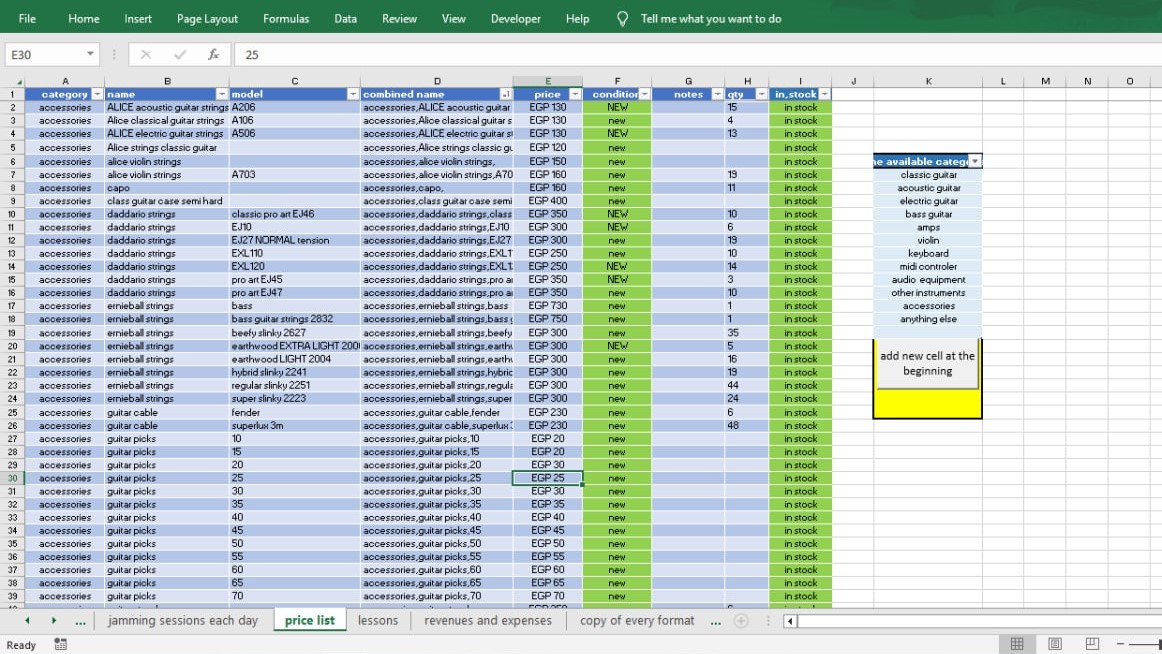 File Home Insert Page Layout Formulas Data Review View Developer Help Tell me what you want to do
E30 fx 25
A B C D E F G H I J K L M N O
1 category name model combined name price condition notes qty in,stock
2 accessories ALICE acoustic guitar strings A206 accessories,ALICE acoustic guitar EGP 130 NEW 15 in stock
3 accessories Alice classical guitar strings A106 accessories,Alice classical guitar s EGP 130 new 4 in stock
4 accessories ALICE electric guitar strings A506 accessories,ALICE electric guitar st EGP 130 NEW 13 in stock
5 accessories Alice strings classic guitar accessories,Alice strings classic gu EGP 120 new in stock
6 accessories alice violin strings accessories,alice violin strings, EGP 150 new in stock e available catego
7 accessories alice violin strings A703 accessories,alice violin strings,A70 EGP 160 new 19 in stock classic guitar
8 accessories capo accessories,capo, EGP 160 new 11 in stock acoustic guitar
9 accessories class guitar case semi hard accessories,class guitar case semi EGP 400 new in stock electric guitar
10 accessories daddario strings classic pro art EJ46 accessories,daddario strings,class EGP 350 NEW 10 in stock bass guitar
11 accessories daddario strings EJ10 accessories,daddario strings,EJ10 EGP 300 NEW 6 in stock amps
12 accessories daddario strings EJ27 NORMAL tension accessories,daddario strings,EJ27 EGP 300 new 19 in stock violin
13 accessories daddario strings EXL110 accessories,daddario strings,EXL1 EGP 250 new 10 in stock keyboard
14 accessories daddario strings EXL120 accessories,daddario strings,EXL1 EGP 250 NEW 14 in stock midi controler
15 accessories daddario strings pro art EJ45 accessories,daddario strings,pro a EGP 350 NEW 3 in stock audio equipment
16 accessories daddario strings pro art EJ47 accessories,daddario strings,pro a EGP 350 new 10 in stock other instruments
17 accessories ernieball strings bass accessories,ernieball strings,bass EGP 730 new 1 in stock accessories
18 accessories ernieball strings bass guitar strings 2832 accessories,ernieball strings,bass g EGP 750 new 1 in stock anything else
19 accessories ernieball strings beefy slinky 2627 accessories,ernieball strings,beefy EGP 300 new 35 in stock
20 accessories ernieball strings earthwood EXTRA LIGHT 200 accessories,ernieball strings,earthw EGP 300 NEW 5 in stock
21 accessories ernieball strings earthwood LIGHT 2004 accessories,ernieball strings,earthw EGP 300 new 16 in stock add new cell at the
22 accessories ernieball strings hybrid slinky 2241 accessories,ernieball strings,hybric EGP 300 new 19 in stock beginning
23 accessories ernieball strings regular slinky 2251 accessories,ernieball strings,regula EGP 300 new 44 in stock
24 accessories ernieball strings super slinky 2223 accessories,ernieball strings,super EGP 300 new 24 in stock
25 accessories guitar cable fender accessories,guitar cable,fender EGP 230 new 6 in stock
26 accessories guitar cable superlux 3m accessories,guitar cable,superlux EGP 230 new 48 in stock
27 accessories guitar picks 10 accessories,guitar picks,10 EGP 20 new in stock
28 accessories guitar picks 15 accessories,guitar picks,15 EGP 20 new in stock
29 accessories guitar picks 20 accessories,guitar picks,20 EGP 30 new in stock
30 accessories guitar picks 25 accessories,guitar picks,25 EGP 25 new in stock
31 accessories guitar picks 30 accessories,guitar picks,30 EGP 30 new in stock
32 accessories guitar picks 35 accessories,guitar picks,35 EGP 35 new in stock
33 accessories guitar picks 40 accessories,guitar picks,40 EGP 40 new in stock
34 accessories guitar picks 45 accessories,guitar picks,45 EGP 45 new in stock
35 accessories guitar picks 50 accessories,guitar picks,50 EGP 50 new in stock
36 accessories guitar picks 55 accessories,guitar picks,55 EGP 55 new in stock
37 accessories guitar picks 60 accessories,guitar picks,60 EGP 60 new in stock
38 accessories guitar picks 65 accessories,guitar picks,65 EGP 65 new in stock
39 accessories guitar picks 70 accessories,guitar picks,70 EGP 70 new in stock
... jamming sessions each day price list lessons revenues and expenses copy of every format ...
Ready